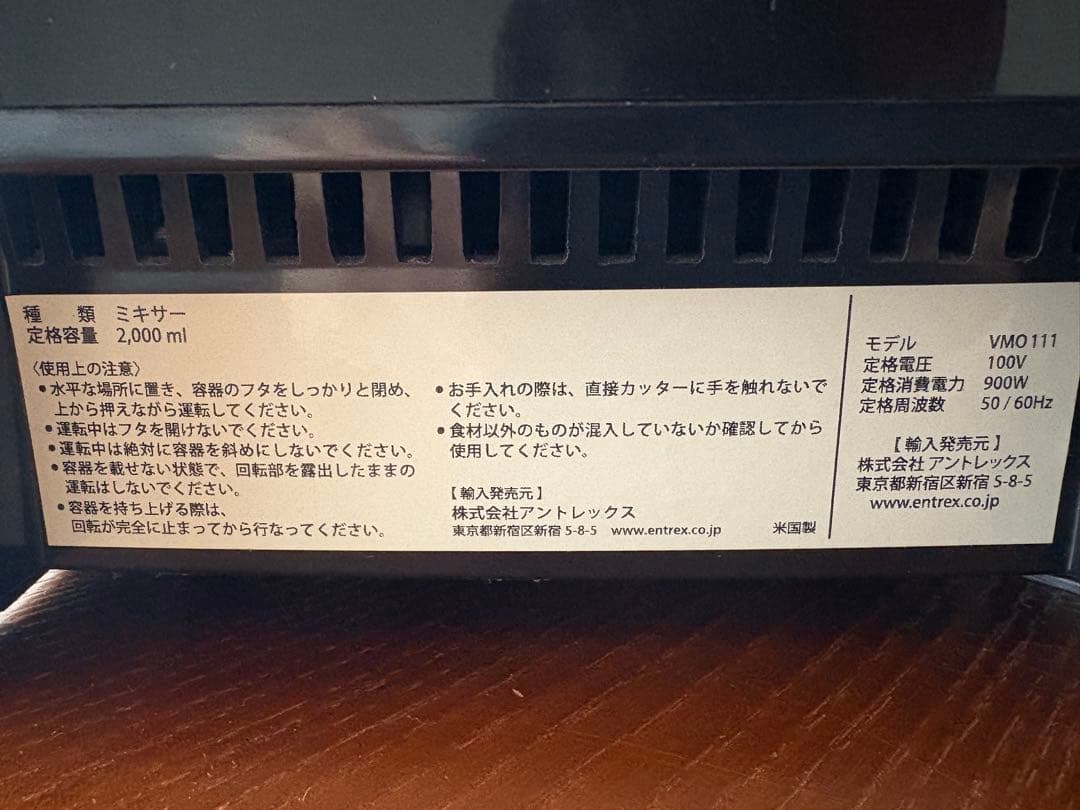 種　類　ミキサー
定格容量　2,000 ml
〈使用上の注意〉
●水平な場所に置き、容器のフタをしっかりと閉め、
上から押えながら運転してください。
●運転中はフタを開けないでください。
●運転中は絶対に容器を斜めにしないでください。
●容器を載せない状態で、回転部を露出したままの
運転はしないでください。
●容器を持ち上げる際は、
回転が完全に止まってから行なってください。
●お手入れの際は、直接カッターに手を触れないで
ください。
●食材以外のものが混入していないか確認してから
使用してください。
【輸入発売元】
株式会社アントレックス
東京都新宿区新宿 5-8-5　www.entrex.co.jp　米国製
モデル　VMO111
定格電圧　100V
定格消費電力　900W
定格周波数　50 / 60Hz
【輸入発売元】
株式会社 アントレックス
東京都新宿区新宿 5-8-5
www.entrex.co.jp